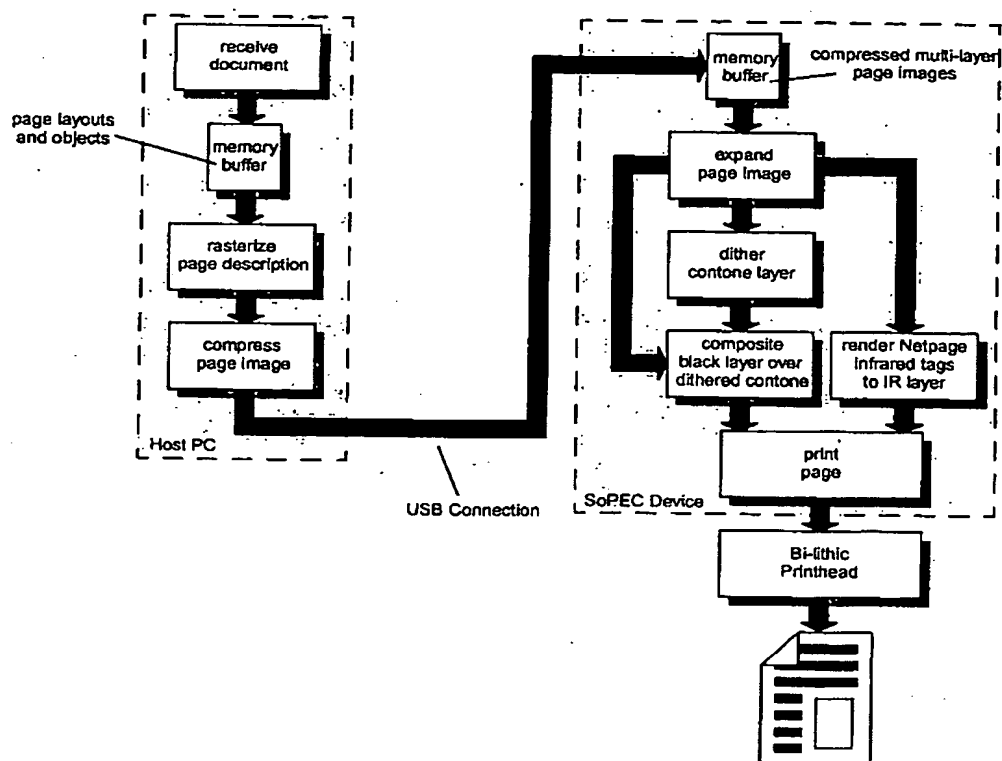 receive
document
page layouts
and objects
memory
buffer
rasterize
page description
compress
page image
Host PC
USB Connection
memory
buffer
compressed multi-layer
page images
expand
page image
dither
contone layer
composite
black layer over
dithered contone
render Netpage
infrared tags
to IR layer
print
page
SoPEC Device
Bi-lithic
Printhead